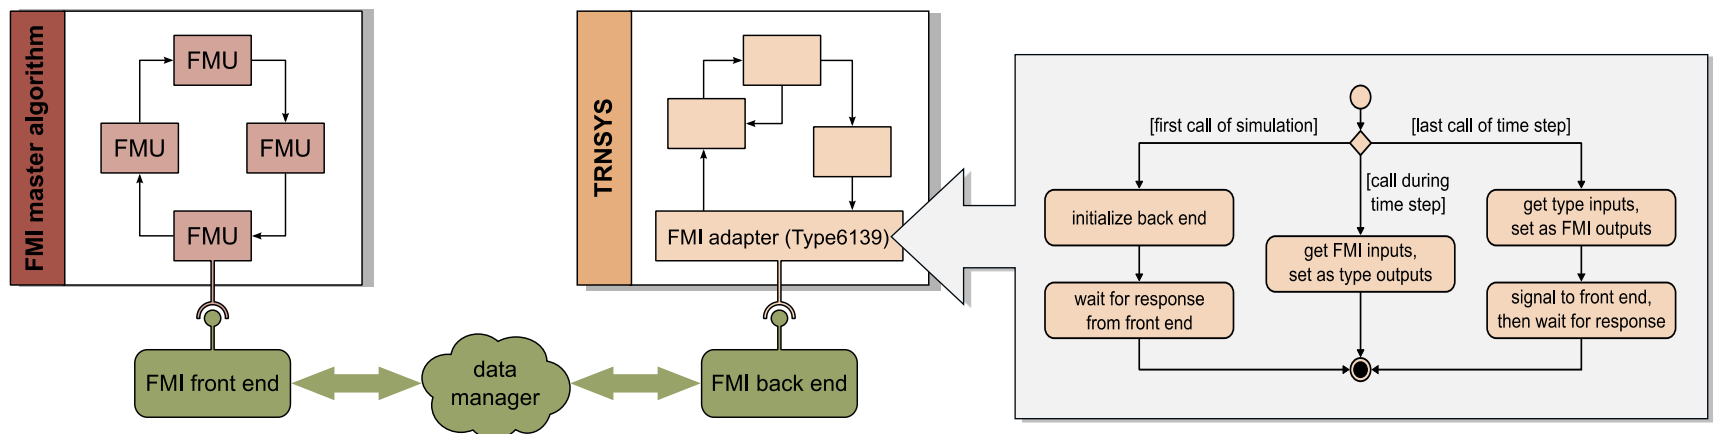 FMI master algorithm
FMU
FMU
FMU
FMU
FMI front end
data
manager
TRNSYS
FMI adapter (Type6139)
FMI back end
[first call of simulation]
[last call of time step]
[call during
time step]
initialize back end
wait for response
from front end
get FMI inputs,
set as type outputs
get type inputs,
set as FMI outputs
signal to front end,
then wait for response